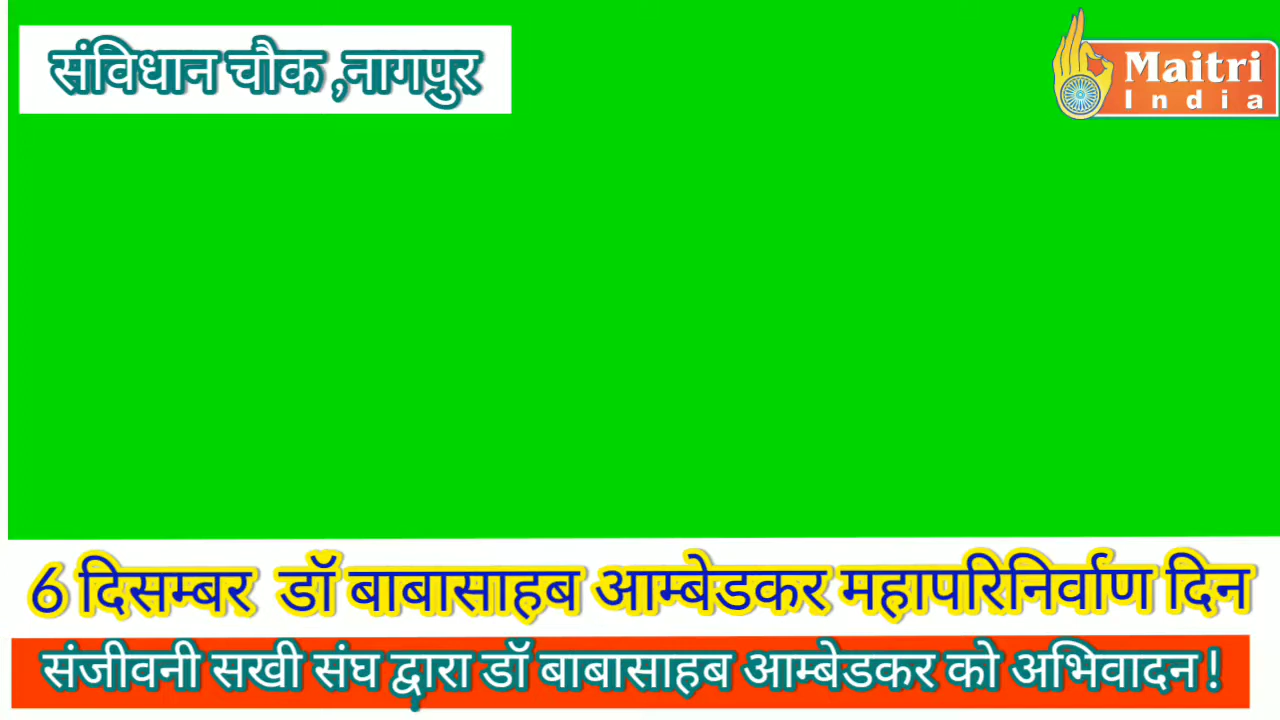 संविधान चौक ,नागपुर
Maitri
India
6 दिसम्बर डॉ बाबासाहब आम्बेडकर महापरिनिर्वाण दिन
संजीवनी सखी संघ द्वारा डॉ बाबासाहब आम्बेडकर को अभिवादन!